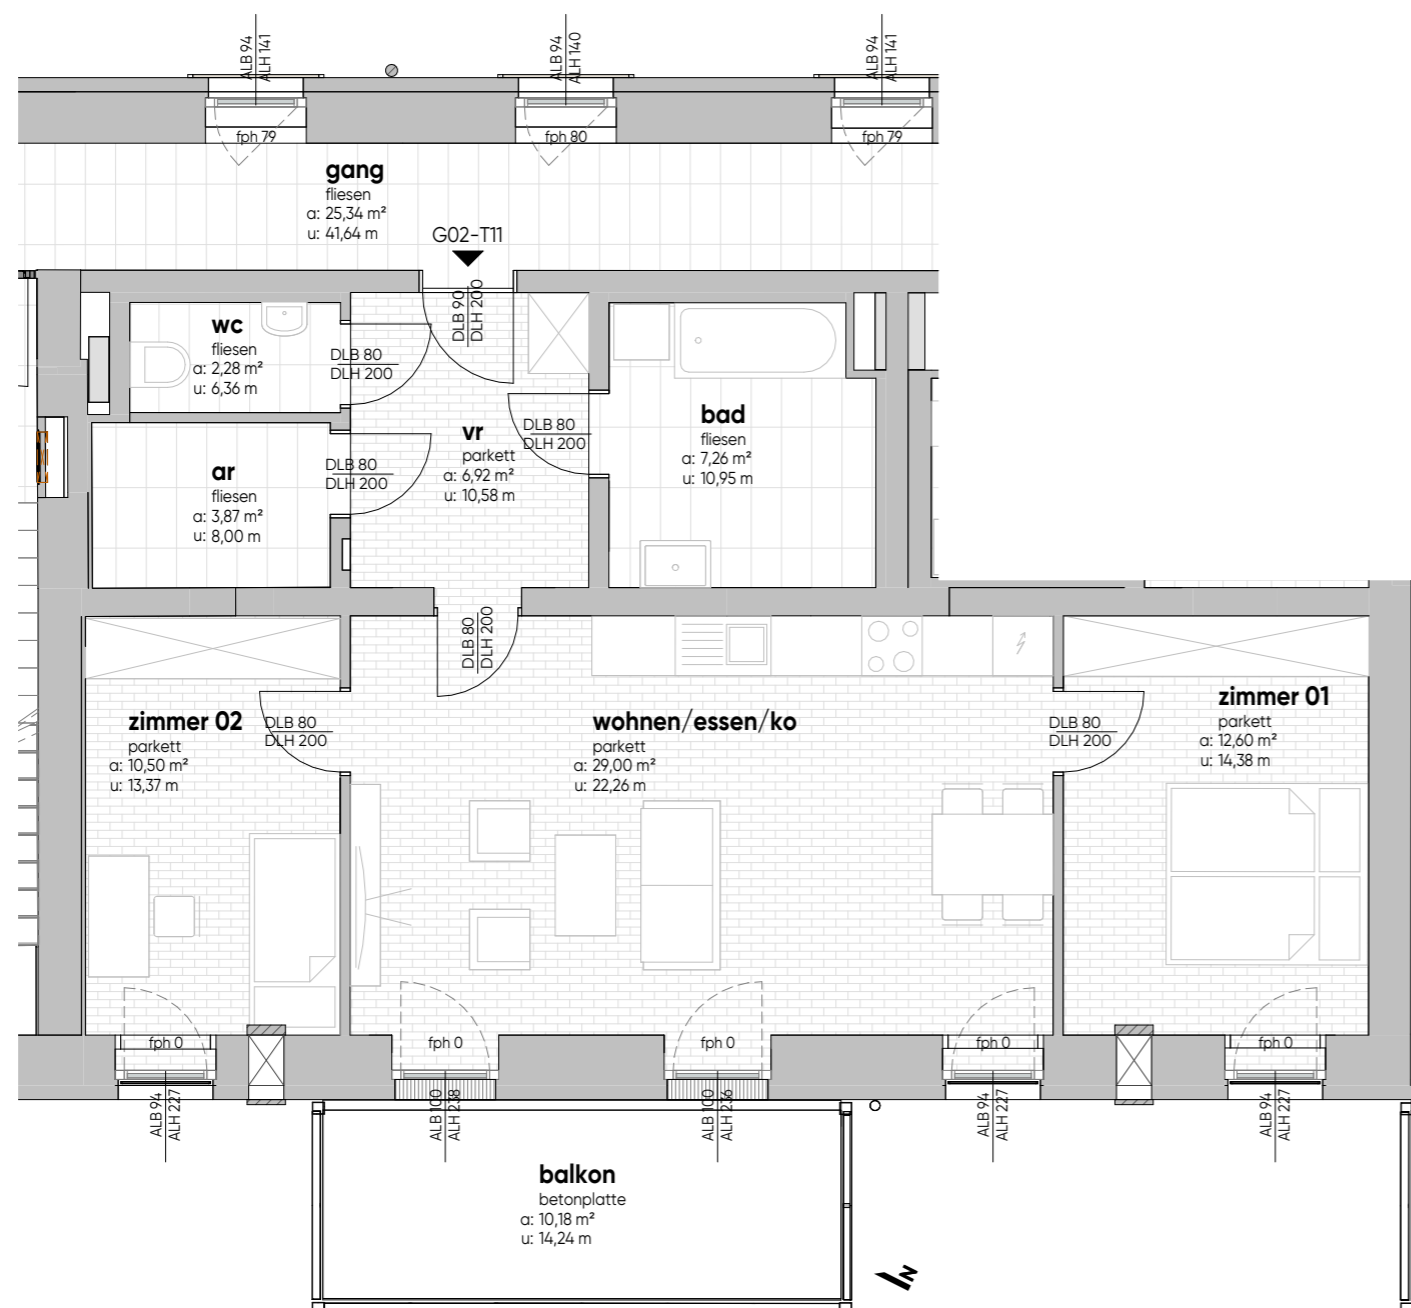 ALB 94
ALH 141
ALB 94
ALH 140
ALB 94
ALH 141
fph 79
fph 80
fph 79
gang
fliesen
a: 25,34 m²
u: 41,64 m
G02-T11
DLB 90
DLH 200
wc
fliesen
a: 2,28 m²
u: 6,36 m
DLB 80
DLH 200
vr
parkett
a: 6,92 m²
u: 10,58 m
DLB 80
DLH 200
bad
fliesen
a: 7,26 m²
u: 10,95 m
ar
fliesen
a: 3,87 m²
u: 8,00 m
DLB 80
DLH 200
DLB 80
DLH 200
zimmer 02
parkett
a: 10,50 m²
u: 13,37 m
DLB 80
DLH 200
wohnen/essen/ko
parkett
a: 29,00 m²
u: 22,26 m
DLB 80
DLH 200
zimmer 01
parkett
a: 12,60 m²
u: 14,38 m
fph 0
fph 0
fph 0
fph 0
fph 0
ALB 94
ALH 227
ALB 100
ALH 238
ALB 100
ALH 236
ALB 94
ALH 227
ALB 94
ALH 227
balkon
betonplatte
a: 10,18 m²
u: 14,24 m
N